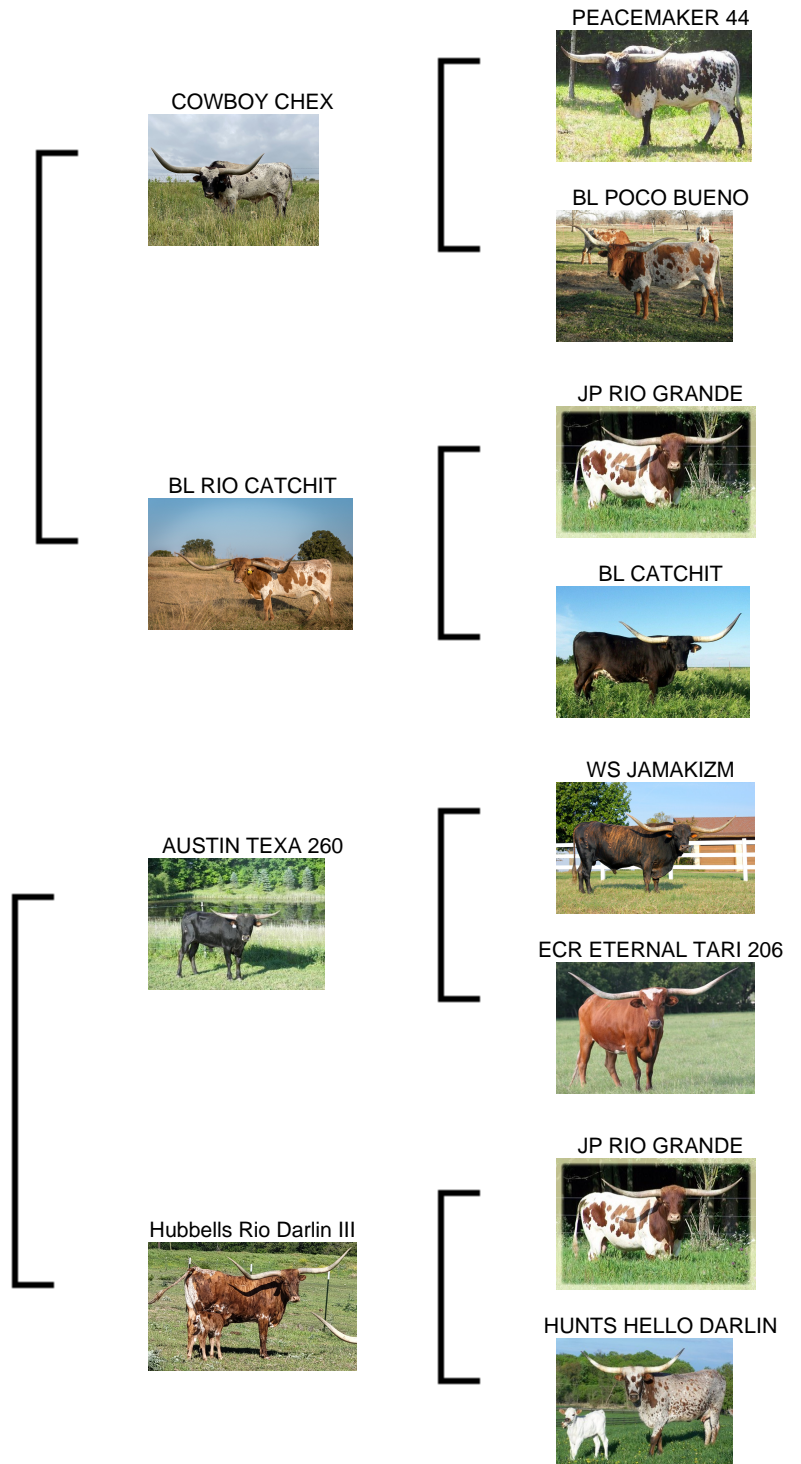 PEACEMAKER 44
COWBOY CHEX
BL POCO BUENO
JP RIO GRANDE
BL RIO CATCHIT
BL CATCHIT
WS JAMAKIZM
AUSTIN TEXA 260
ECR ETERNAL TARI 206
JP RIO GRANDE
Hubbells Rio Darlin III
HUNTS HELLO DARLIN